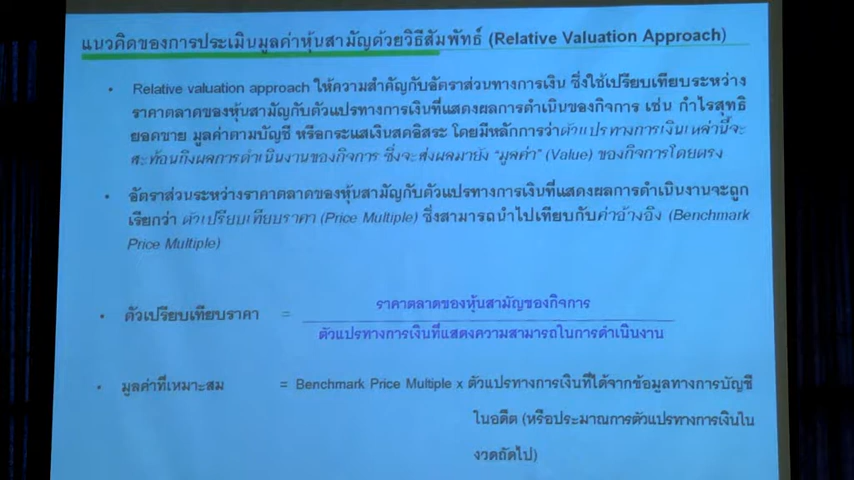 แนวคิดของการประเมินมูลค่าหุ้นสามัญด้วยวิธีสัมพัทธ์ (Relative Valuation Approach)
• Relative valuation approach ให้ความสำคัญกับอัตราส่วนทางการเงิน ซึ่งใช้เปรียบเทียบระหว่าง
ราคาตลาดของหุ้นสามัญกับตัวแปรทางการเงินที่แสดงผลการดำเนินของกิจการ เช่น กำไรสุทธิ
ยอดขาย มูลค่าตามบัญชี หรือกระแสเงินสดอิสระ โดยมีหลักการว่าตัวแปรทางการเงินเหล่านี้จะ
สะท้อนถึงผลการดำเนินงานของกิจการ ซึ่งจะส่งผลมายัง "มูลค่า" (Value) ของกิจการโดยตรง
• อัตราส่วนระหว่างราคาตลาดของหุ้นสามัญกับตัวแปรทางการเงินที่แสดงผลการดำเนินงานจะถูก
เรียกว่า ตัวเปรียบเทียบราคา (Price Multiple) ซึ่งสามารถนำไปเทียบกับค่าอ้างอิง (Benchmark
Price Multiple)
ราคาตลาดของหุ้นสามัญของกิจการ
• ตัวเปรียบเทียบราคา =
ตัวแปรทางการเงินที่แสดงความสามารถในการดำเนินงาน
• มูลค่าที่เหมาะสม = Benchmark Price Multiple x ตัวแปรทางการเงินที่ได้จากข้อมูลทางการบัญชี
ในอดีต (หรือประมาณการตัวแปรทางการเงินใน
งวดถัดไป)